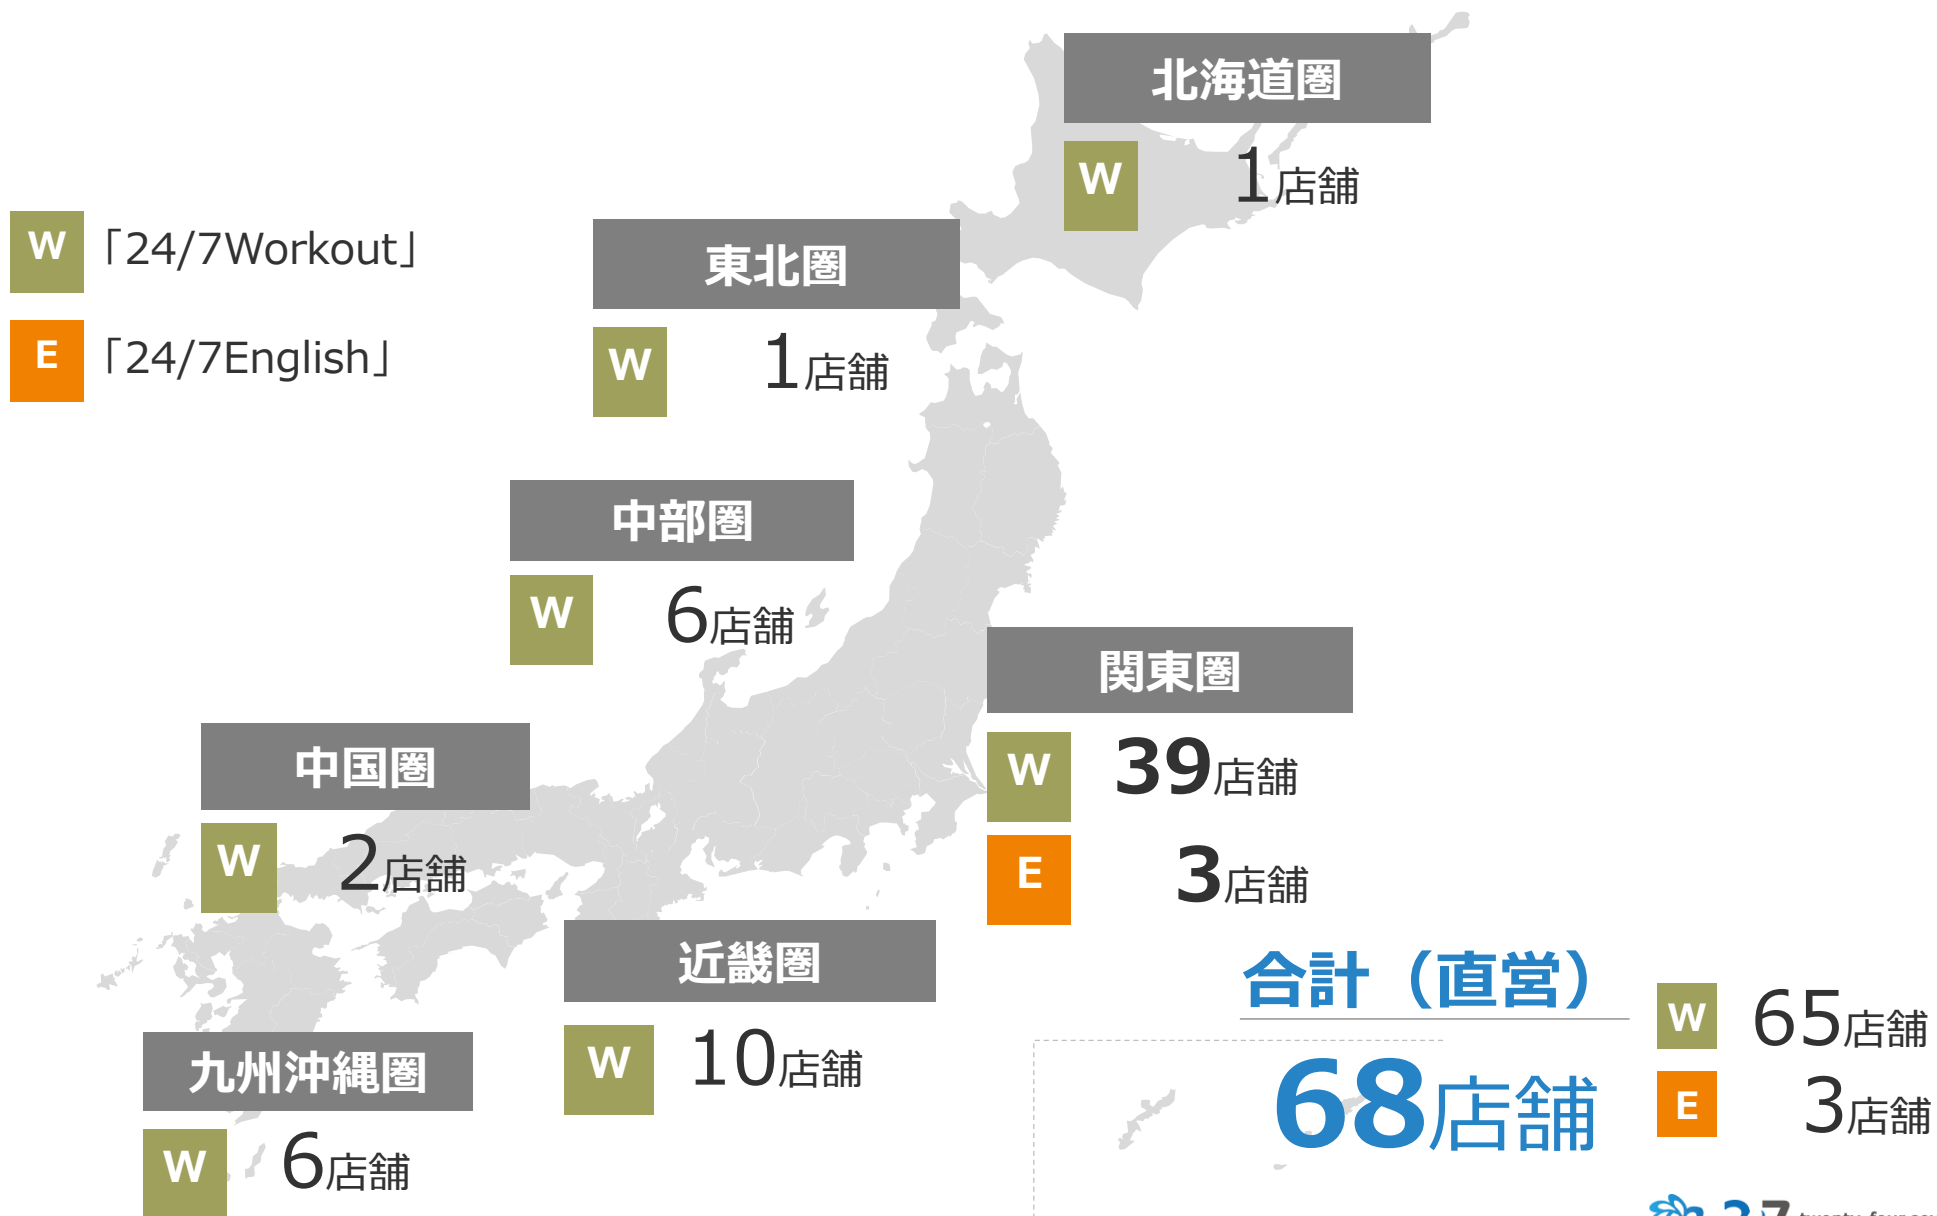 北海道圏
W 1店舗
W 「24/7Workout」
E 「24/7English」
東北圏
W 1店舗
中部圏
W 6店舗
関東圏
W 39店舗
E 3店舗
中国圏
W 2店舗
近畿圏
W 10店舗
九州沖縄圏
W 6店舗
合計（直営）
68店舗
W 65店舗
E 3店舗